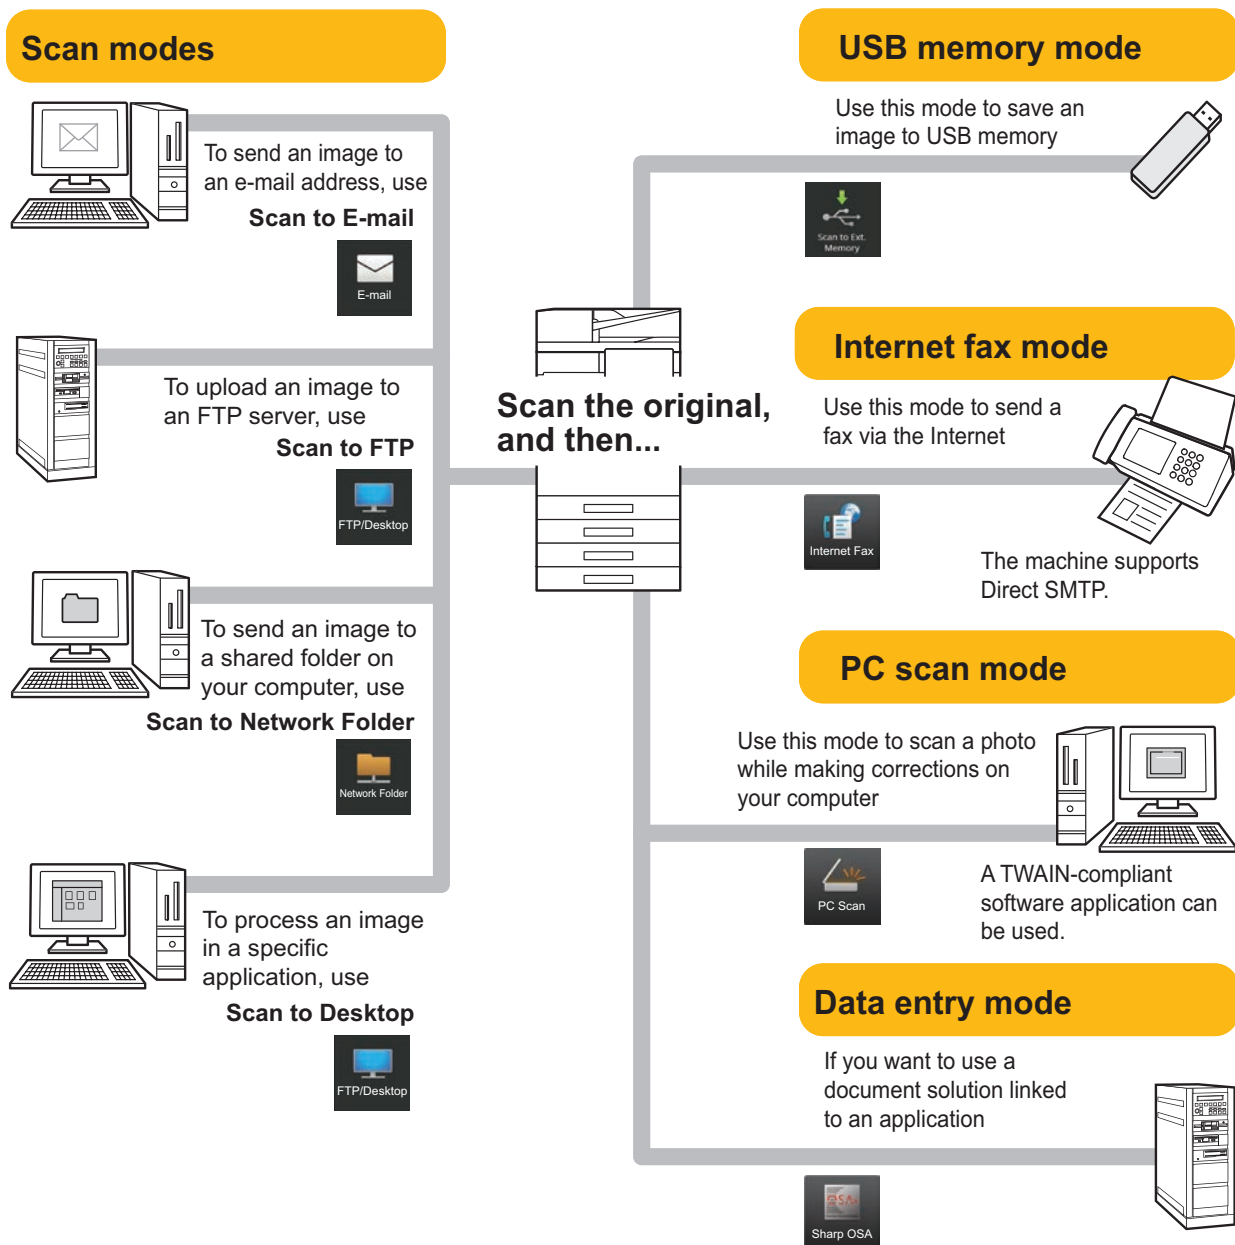 Scan modes
To send an image to
an e-mail address, use
Scan to E-mail
E-mail
To upload an image to
an FTP server, use
Scan to FTP
FTP/Desktop
To send an image to
a shared folder on
your computer, use
Scan to Network Folder
Network Folder
To process an image
in a specific
application, use
Scan to Desktop
FTP/Desktop
Scan the original,
and then...
USB memory mode
Use this mode to save an
image to USB memory
Scan to Ext.
Memory
Internet fax mode
Use this mode to send a
fax via the Internet
Internet Fax
The machine supports
Direct SMTP.
PC scan mode
Use this mode to scan a photo
while making corrections on
your computer
PC Scan
A TWAIN-compliant
software application can
be used.
Data entry mode
If you want to use a
document solution linked
to an application
OSA
Sharp OSA